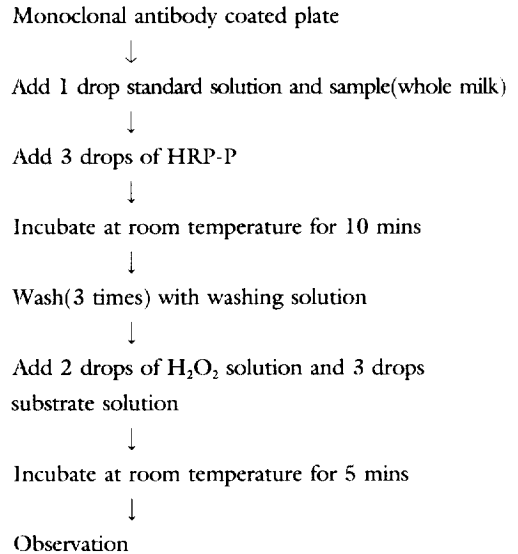 Monoclonal antibody coated plate
↓
Add 1 drop standard solution and sample(whole milk)
↓
Add 3 drops of HRP-P
↓
Incubate at room temperature for 10 mins
↓
Wash(3 times) with washing solution
↓
Add 2 drops of H₂O₂ solution and 3 drops
substrate solution
↓
Incubate at room temperature for 5 mins
↓
Observation